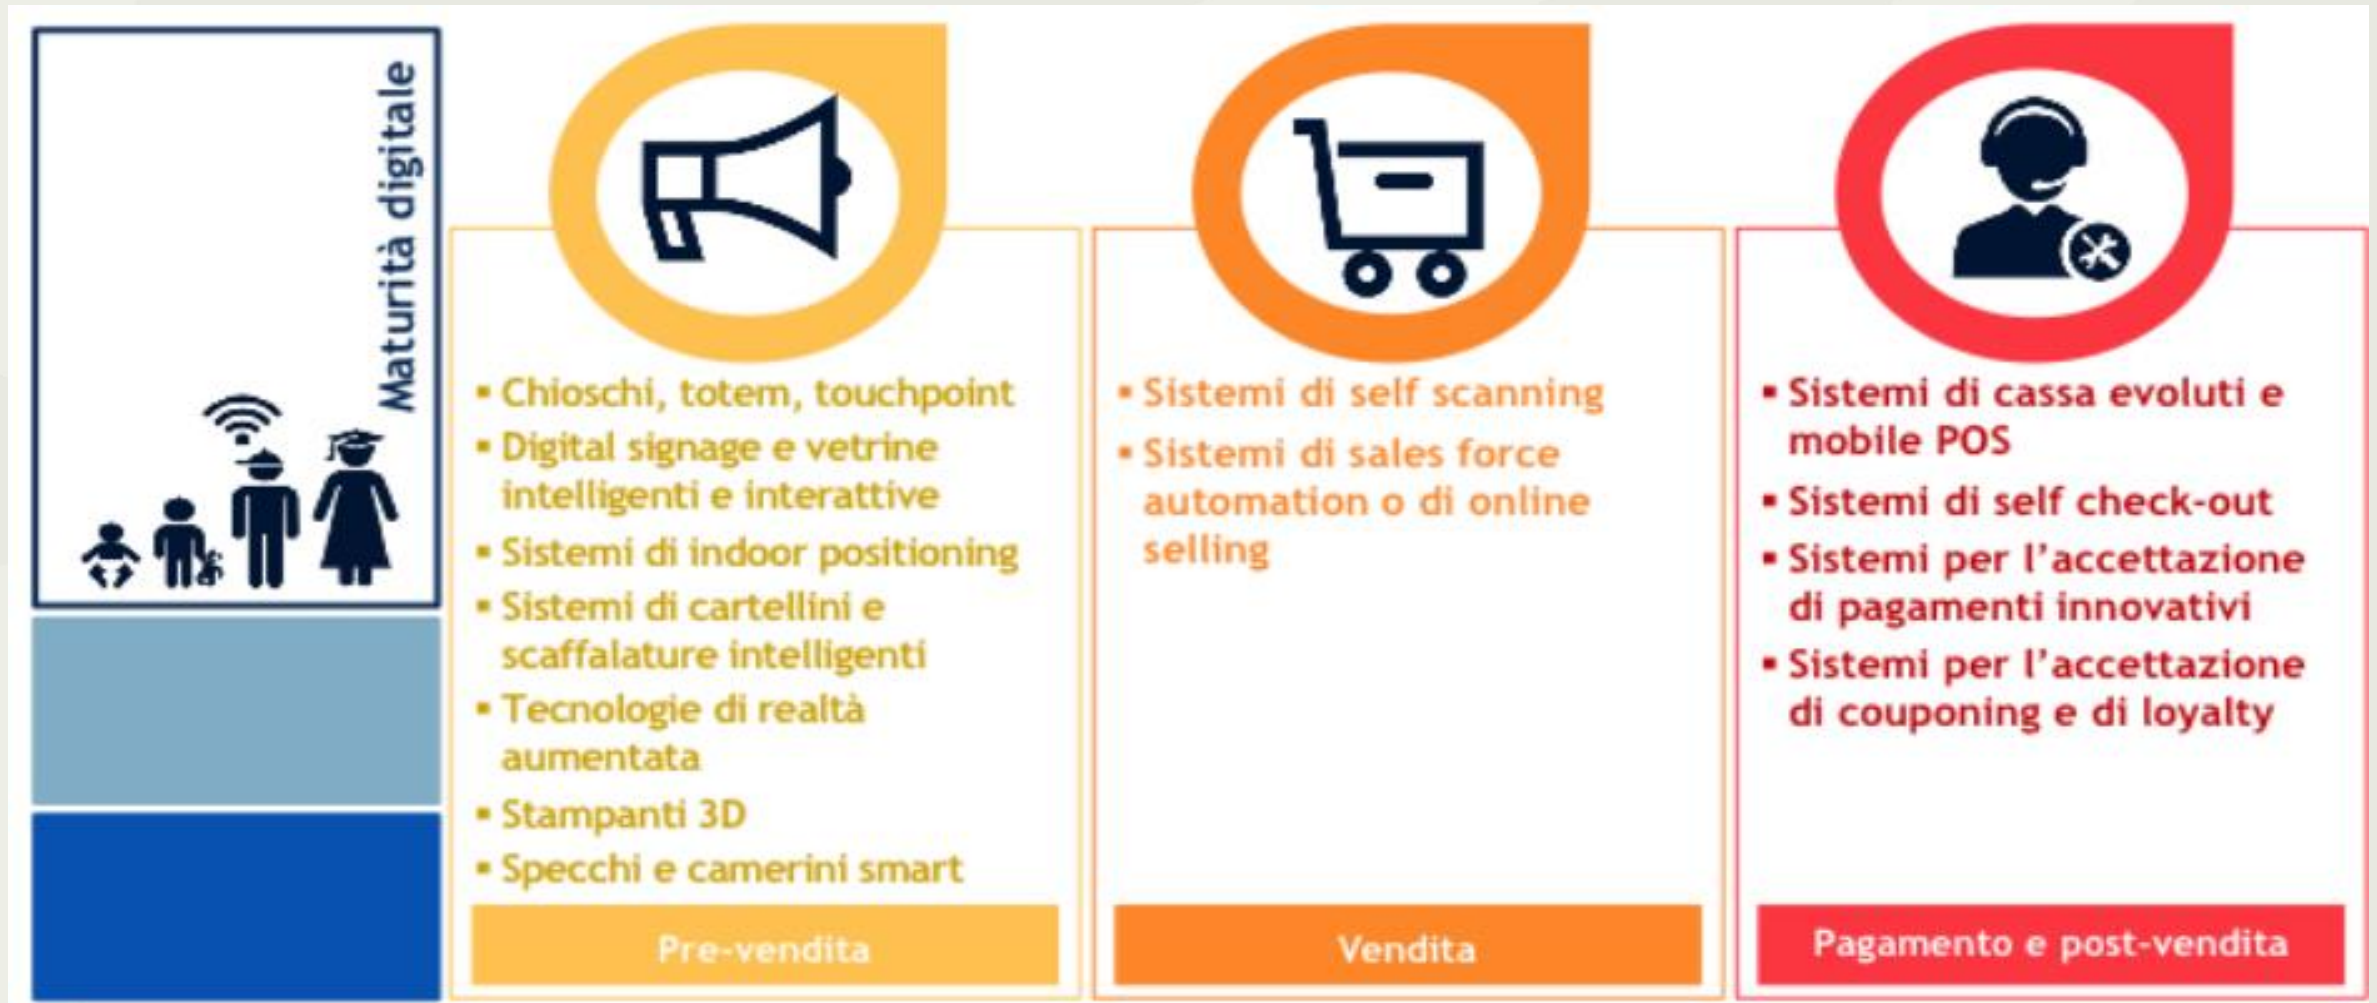 Maturità digitale
▪ Chioschi, totem, touchpoint
▪ Digital signage e vetrine
intelligenti e interattive
▪ Sistemi di indoor positioning
▪ Sistemi di cartellini e
scaffalature intelligenti
▪ Tecnologie di realtà
aumentata
▪ Stampanti 3D
▪ Specchi e camerini smart
Pre-vendita
▪ Sistemi di self scanning
▪ Sistemi di sales force
automation o di online
selling
Vendita
▪ Sistemi di cassa evoluti e
mobile POS
▪ Sistemi di self check-out
▪ Sistemi per l'accettazione
di pagamenti innovativi
▪ Sistemi per l'accettazione
di couponing e di loyalty
Pagamento e post-vendita